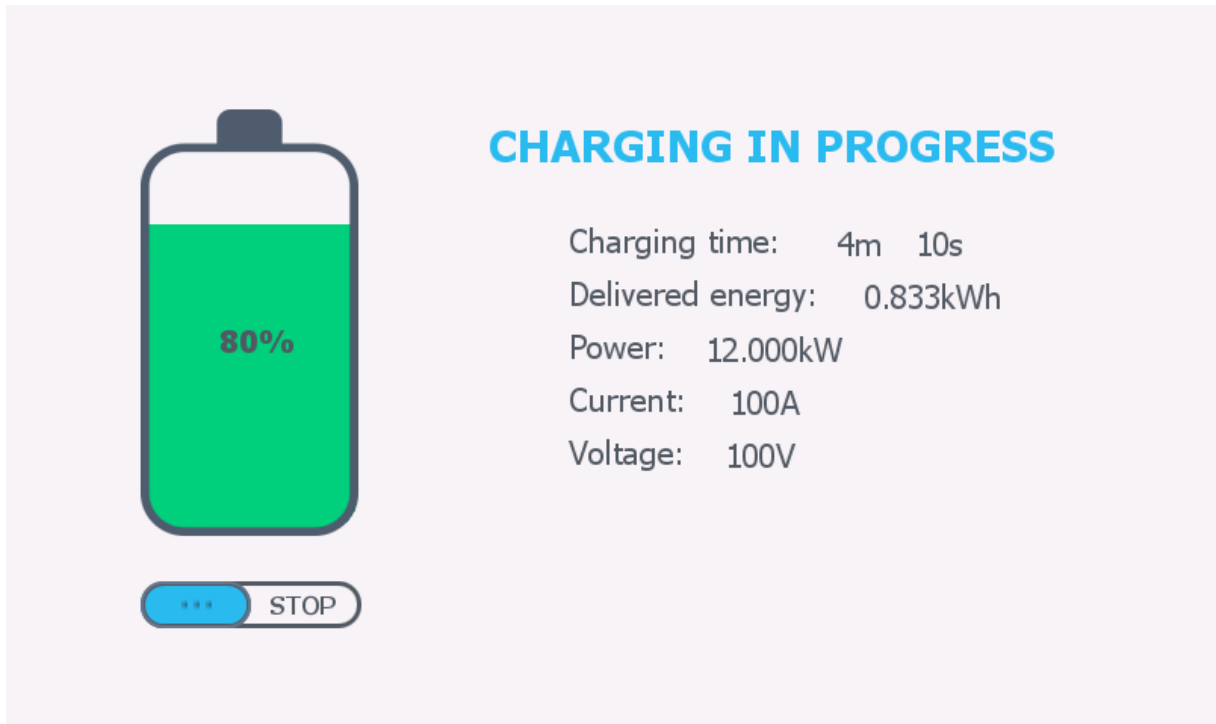 CHARGING IN PROGRESS
Charging time: 4m 10s
Delivered energy: 0.833kWh
80%
Power: 12.000kW
Current: 100A
Voltage: 100V
STOP